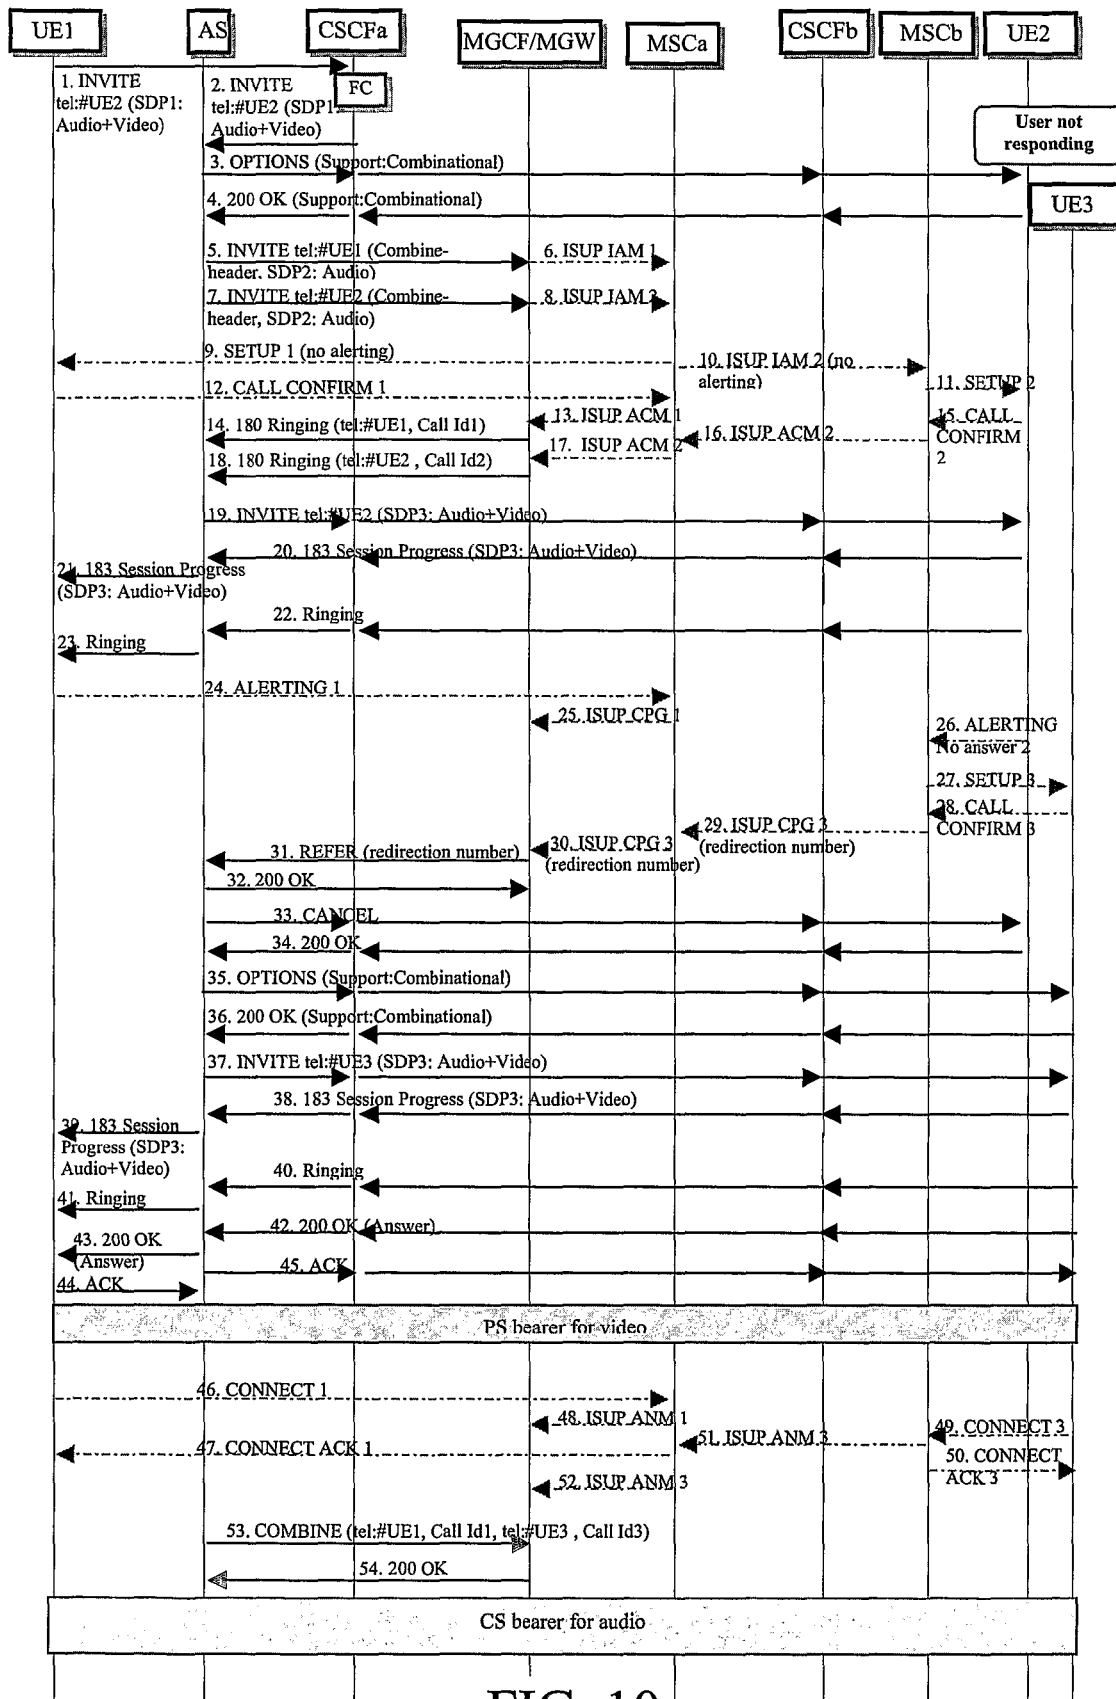 UE1
AS
CSCFa
MGCF/MGW
MSCa
CSCFb
MSCb
UE2
FC
1. INVITE
tel:#UE2 (SDP1:
Audio+Video)
2. INVITE
tel:#UE2 (SDP1:
Audio+Video)
User not
responding
3. OPTIONS (Support:Combinational)
4. 200 OK (Support:Combinational)
UE3
5. INVITE tel:#UE1 (Combine-
header, SDP2: Audio)
6. ISUP IAM 1
7. INVITE tel:#UE2 (Combine-
header, SDP2: Audio)
8. ISUP IAM 2
9. SETUP 1 (no alerting)
10. ISUP IAM 2 (no
alerting)
11. SETUP 2
12. CALL CONFIRM 1
13. ISUP ACM 1
14. 180 Ringing (tel:#UE1, Call Id1)
15. CALL
CONFIRM
2
16. ISUP ACM 2
17. ISUP ACM 2
18. 180 Ringing (tel:#UE2 , Call Id2)
19. INVITE tel:#UE2 (SDP3: Audio+Video)
20. 183 Session Progress (SDP3: Audio+Video)
21. 183 Session Progress
(SDP3: Audio+Video)
22. Ringing
23. Ringing
24. ALERTING 1
25. ISUP CPG 1
26. ALERTING
No answer 2
27. SETUP 3
28. CALL
CONFIRM 3
29. ISUP CPG 3
(redirection number)
30. ISUP CPG 3
(redirection number)
31. REFER (redirection number)
32. 200 OK
33. CANCEL
34. 200 OK
35. OPTIONS (Support:Combinational)
36. 200 OK (Support:Combinational)
37. INVITE tel:#UE3 (SDP3: Audio+Video)
38. 183 Session Progress (SDP3: Audio+Video)
39. 183 Session
Progress (SDP3:
Audio+Video)
40. Ringing
41. Ringing
42. 200 OK (Answer)
43. 200 OK
(Answer)
44. ACK
45. ACK
PS bearer for video
46. CONNECT 1
48. ISUP ANM 1
47. CONNECT ACK 1
49. CONNECT 3
51. ISUP ANM 3
50. CONNECT
ACK 3
52. ISUP ANM 3
53. COMBINE (tel:#UE1, Call Id1, tel:#UE3 , Call Id3)
54. 200 OK
CS bearer for audio
FIG. 10